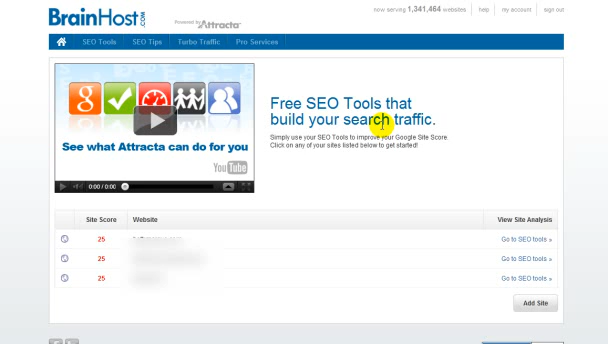 BrainHost.com
Powered by Attracta
now serving 1,341,464 websites help my account sign out
SEO Tools SEO Tips Turbo Traffic Pro Services
g
See what Attracta can do for you
YouTube
0:00 / 0:00
Free SEO Tools that
build your search traffic.
Simply use your SEO Tools to improve your Google Site Score.
Click on any of your sites listed below to get started!
Site Score Website View Site Analysis
25 Go to SEO tools »
25 Go to SEO tools »
25 Go to SEO tools »
Add Site